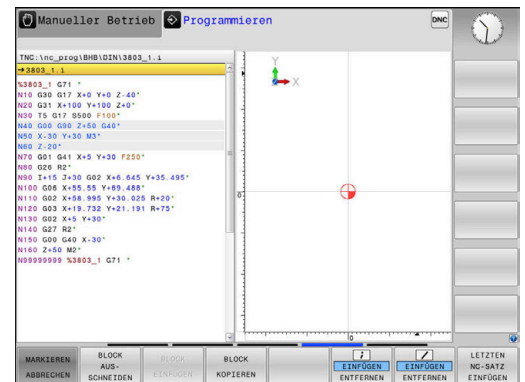 Manueller Betrieb
Programmieren
DNC
TNC:\nc_prog\BHB\DIN\3803_1.i
→3803_1.i
%3803_1 G71 *
N10 G30 G17 X+0 Y+0 Z-40*
N20 G31 X+100 Y+100 Z+0*
N30 T5 G17 S500 F100*
N40 G00 G90 Z+50 G40*
N50 X-30 Y+30 M3*
N60 Z-20*
N70 G01 G41 X+5 Y+30 F250*
N80 G26 R2*
N90 I+15 J+30 G02 X+6.645 Y+35.495*
N100 G06 X+55.55 Y+69.488*
N110 G02 X+58.995 Y+30.025 R+20*
N120 G03 X+19.732 Y+21.191 R+75*
N130 G02 X+5 Y+30*
N140 G27 R2*
N150 G00 G40 X-30*
N160 Z+50 M2*
N99999999 %3803_1 G71 *
Y
X
0
0
MARKIEREN
ABBRECHEN
BLOCK
AUS-
SCHNEIDEN
BLOCK
EINFÜGEN
BLOCK
KOPIEREN
EINFÜGEN
ENTFERNEN
EINFÜGEN
ENTFERNEN
LETZTEN
NC-SATZ
EINFÜGEN